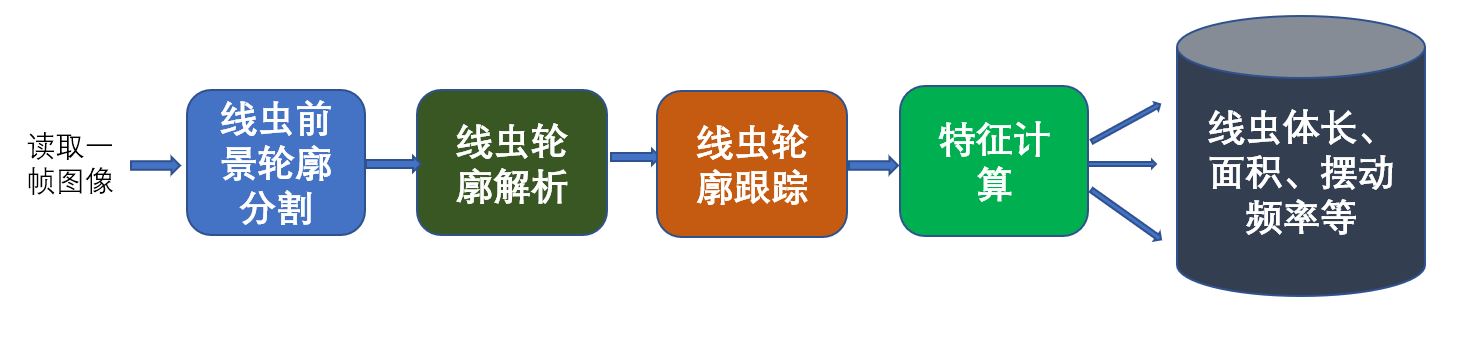 读取一
帧图像
线虫前
景轮廓
分割
线虫轮
廓解析
线虫轮
廓跟踪
特征计
算
线虫体长、
面积、摆动
频率等